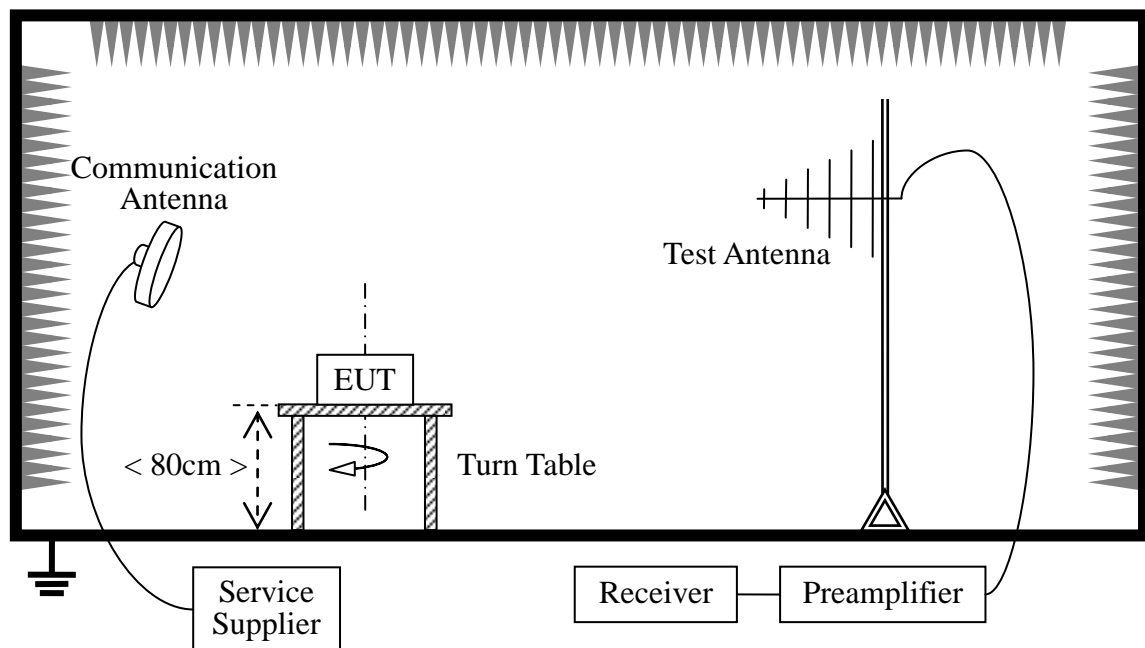 Communication
Antenna
Test Antenna
EUT
< 80cm >
Turn Table
Service
Supplier
Receiver
Preamplifier